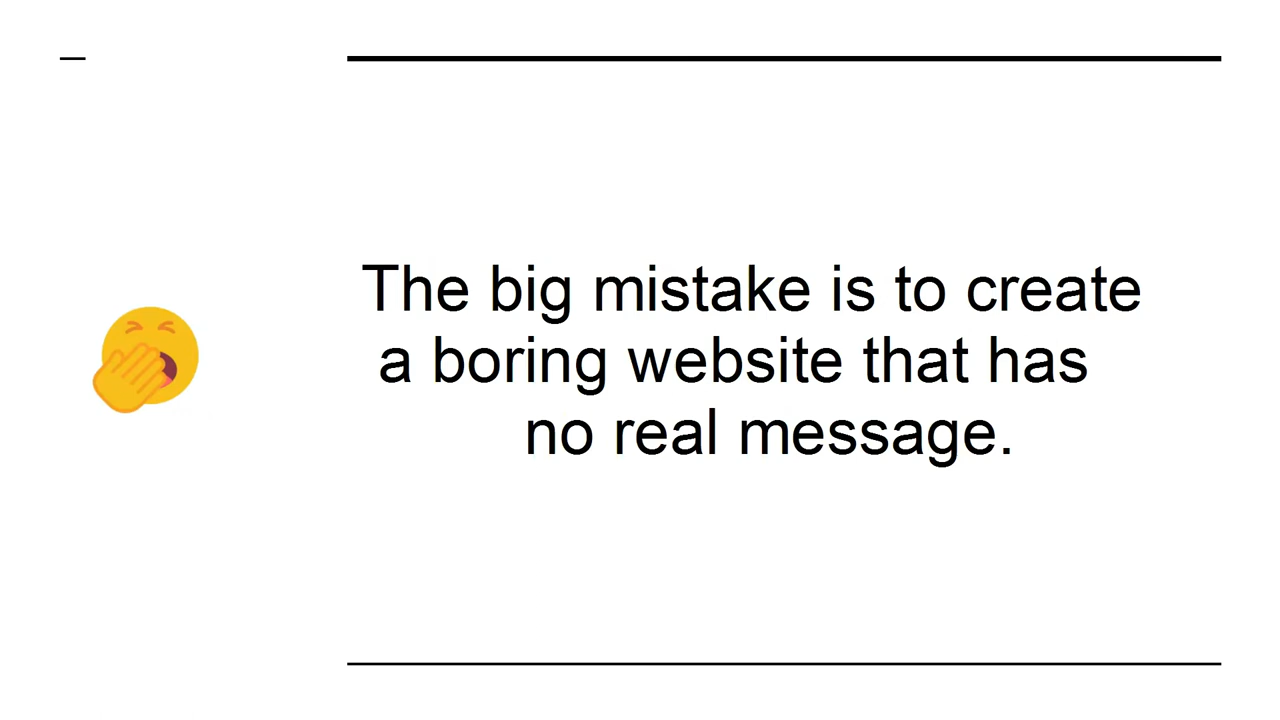 The big mistake is to create
a boring website that has
no real message.